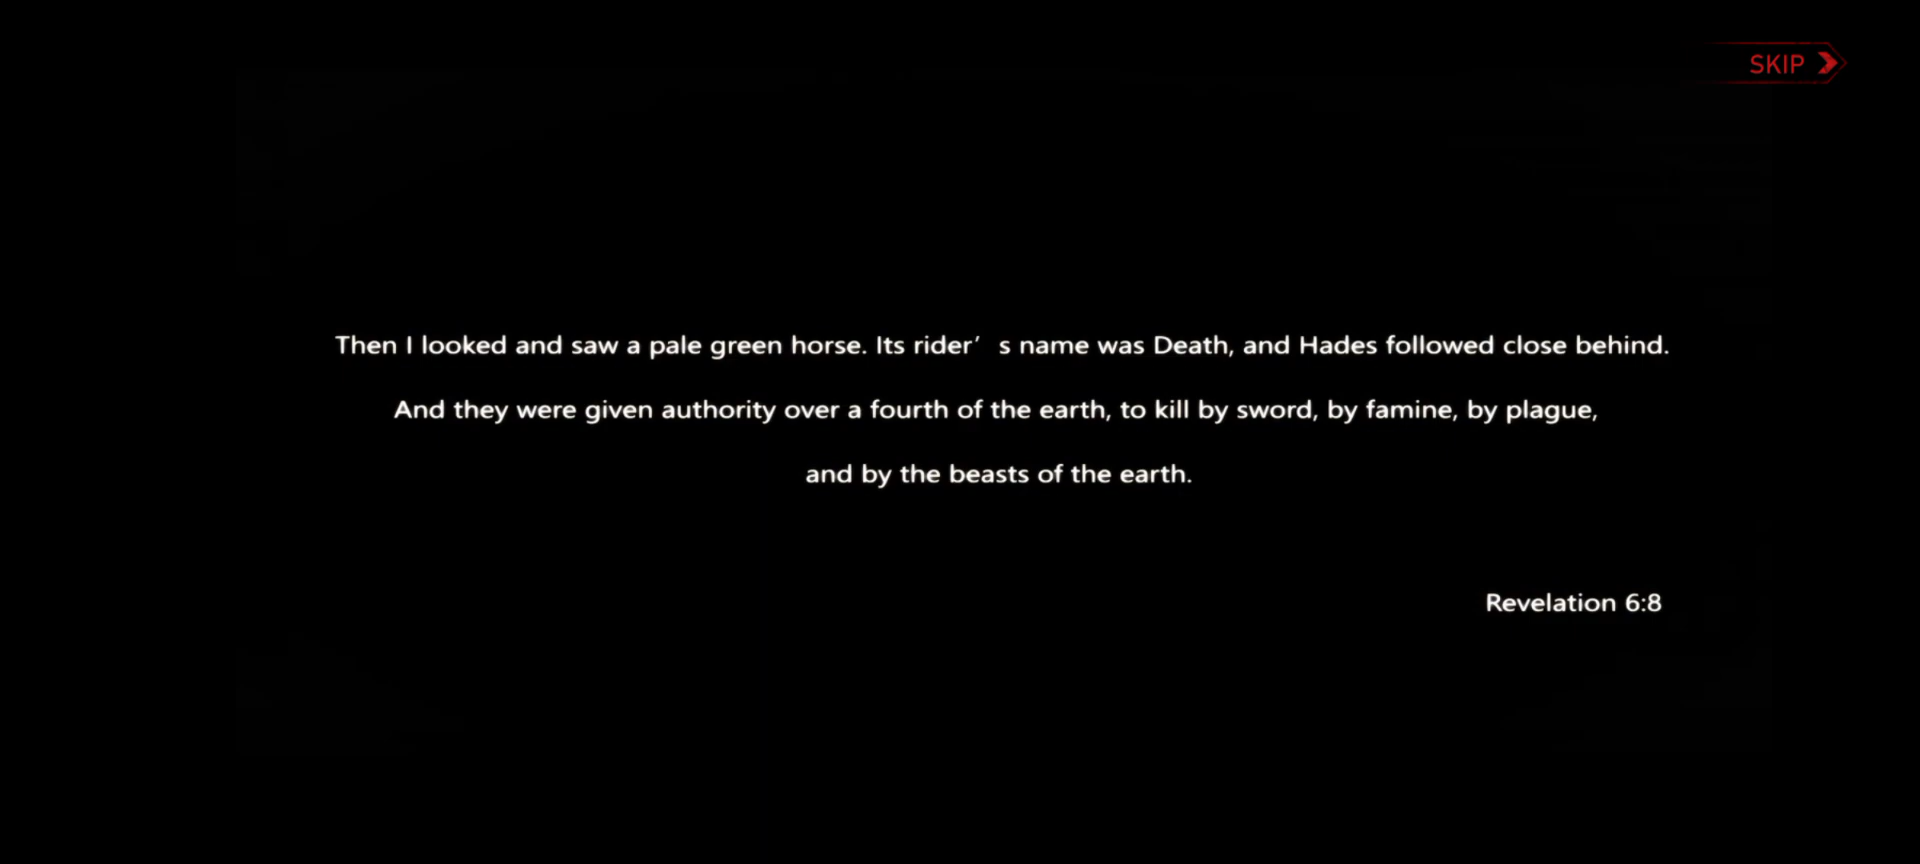 SKIP
Then I looked and saw a pale green horse. Its rider’ s name was Death, and Hades followed close behind.
And they were given authority over a fourth of the earth, to kill by sword, by famine, by plague,
and by the beasts of the earth.
Revelation 6:8